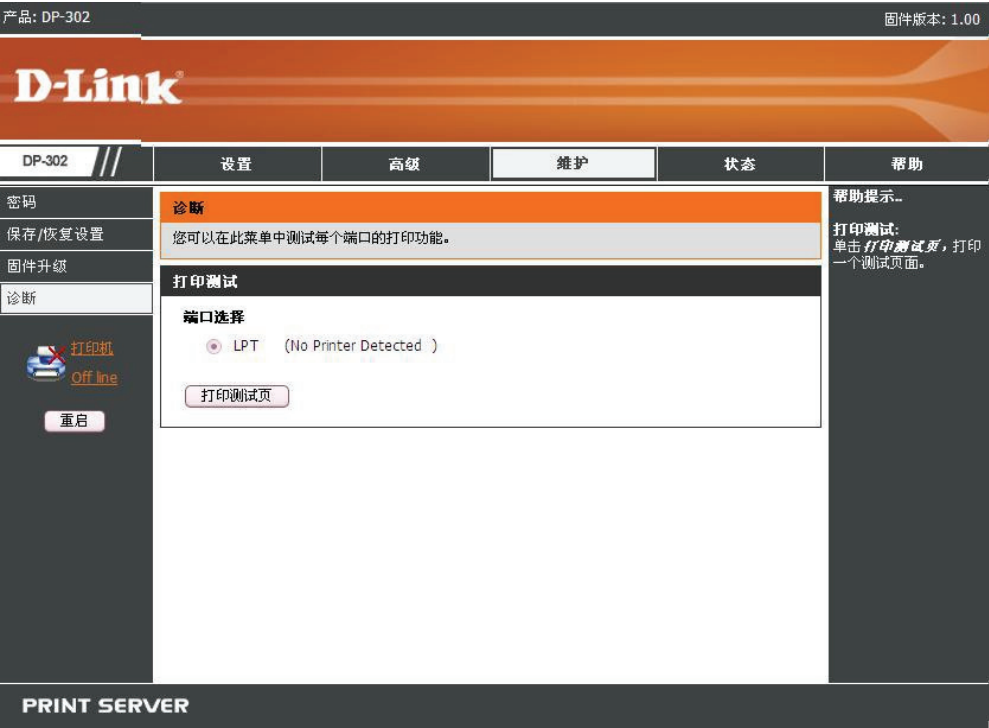 产品: DP-302
固件版本: 1.00
D-Link®
DP-302
设置
高级
维护
状态
帮助
密码
保存/恢复设置
固件升级
诊断
打印机
Off line
重启
诊断
您可以在此菜单中测试每个端口的打印功能。
打印测试
端口选择
LPT (No Printer Detected )
打印测试页
帮助提示..
打印测试:
单击打印测试页，打印
一个测试页面。
PRINT SERVER